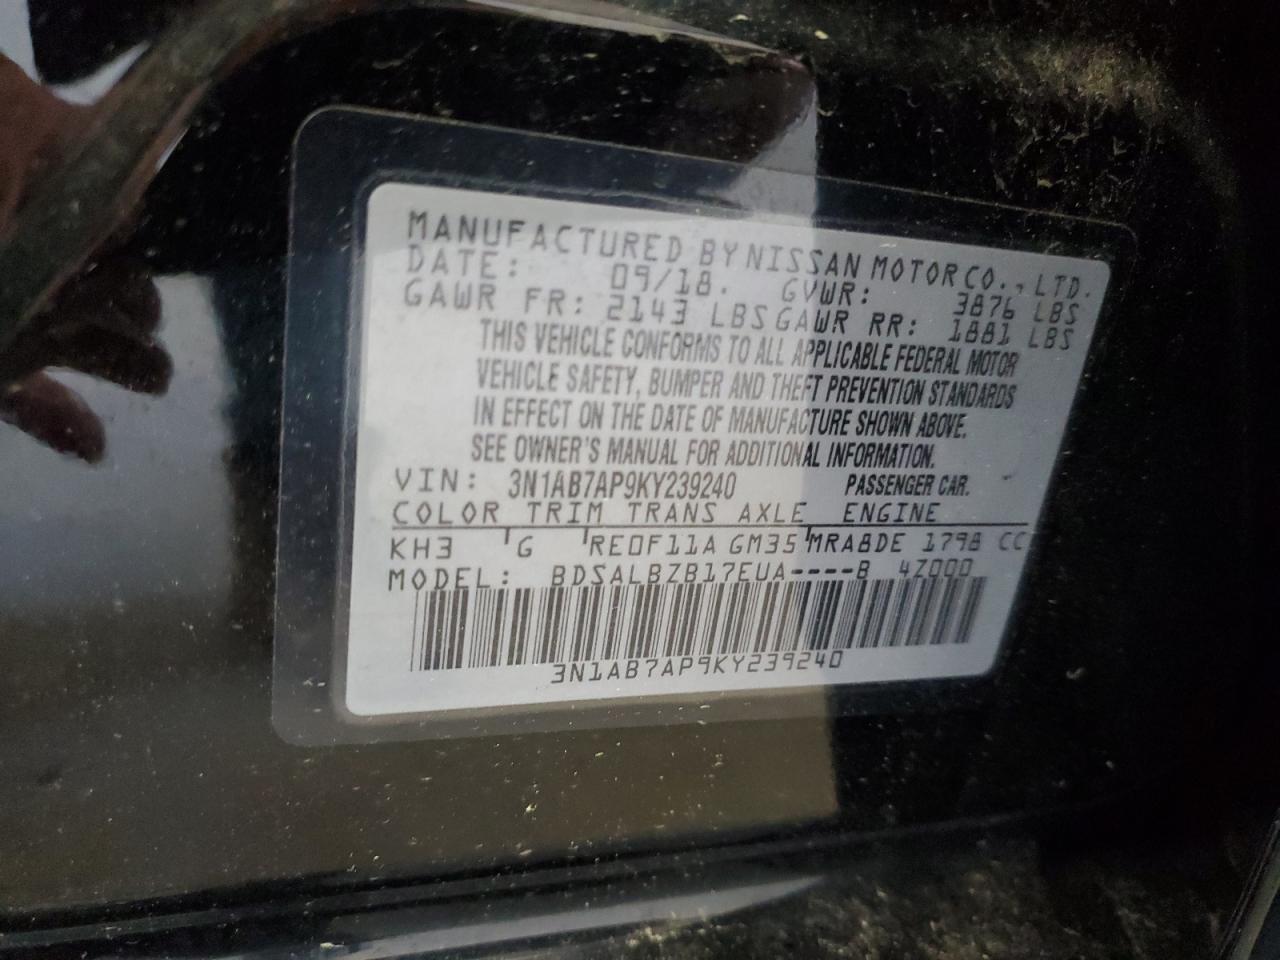 MANUFACTURED BY NISSAN MOTOR CO., LTD.
DATE: 09/18. GVWR: 3876 LBS
GAWR FR: 2143 LBS GAWR RR: 1881 LBS
THIS VEHICLE CONFORMS TO ALL APPLICABLE FEDERAL MOTOR
VEHICLE SAFETY, BUMPER AND THEFT PREVENTION STANDARDS
IN EFFECT ON THE DATE OF MANUFACTURE SHOWN ABOVE.
SEE OWNER'S MANUAL FOR ADDITIONAL INFORMATION.
VIN: 3N1AB7AP9KY239240 PASSENGER CAR.
COLOR TRIM TRANS AXLE ENGINE
KH3 G RE0F11A GM35 MRA8DE 1798 CC
MODEL: BDSALBZB17EUA----B 4Z000
3N1AB7AP9KY239240